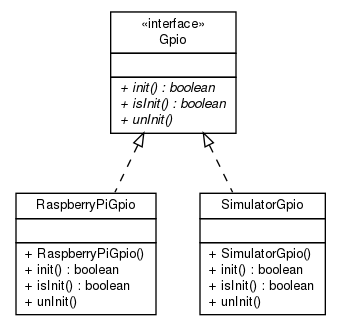 «interface»
Gpio
+ init() : boolean
+ isInit() : boolean
+ unInit()
RaspberryPiGpio
+ RaspberryPiGpio()
+ init() : boolean
+ isInit() : boolean
+ unInit()
SimulatorGpio
+ SimulatorGpio()
+ init() : boolean
+ isInit() : boolean
+ unInit()